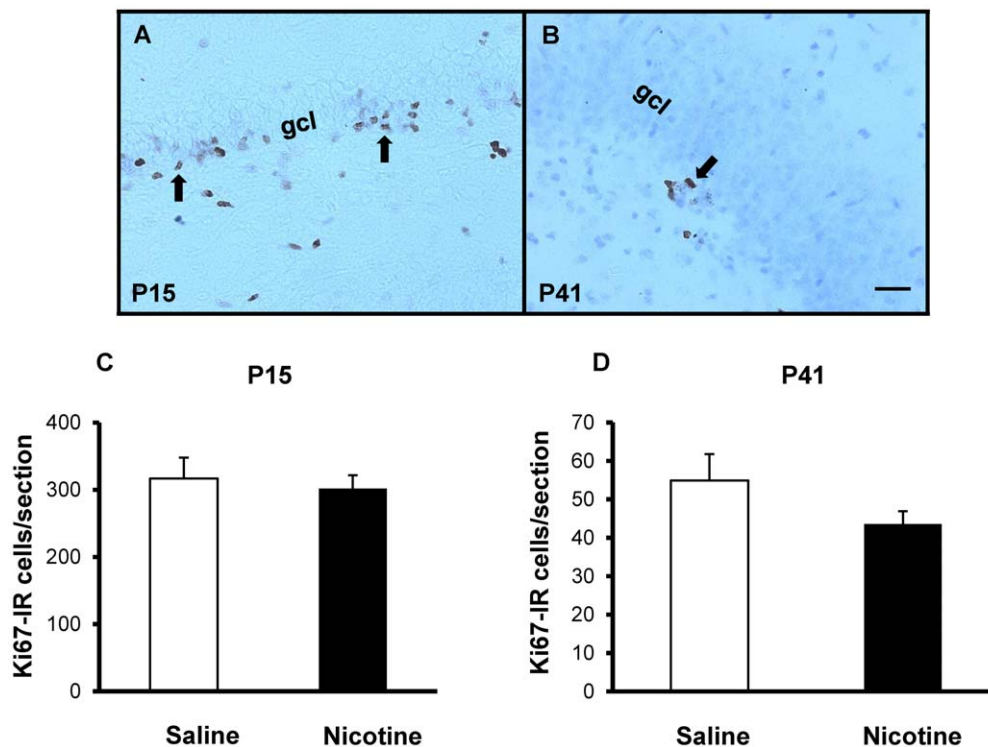 A
gcl
P15
B
gcl
P41
C
P15
Ki67-IR cells/section
400
300
200
100
0
Saline
Nicotine
D
P41
Ki67-IR cells/section
70
60
50
40
30
20
10
0
Saline
Nicotine